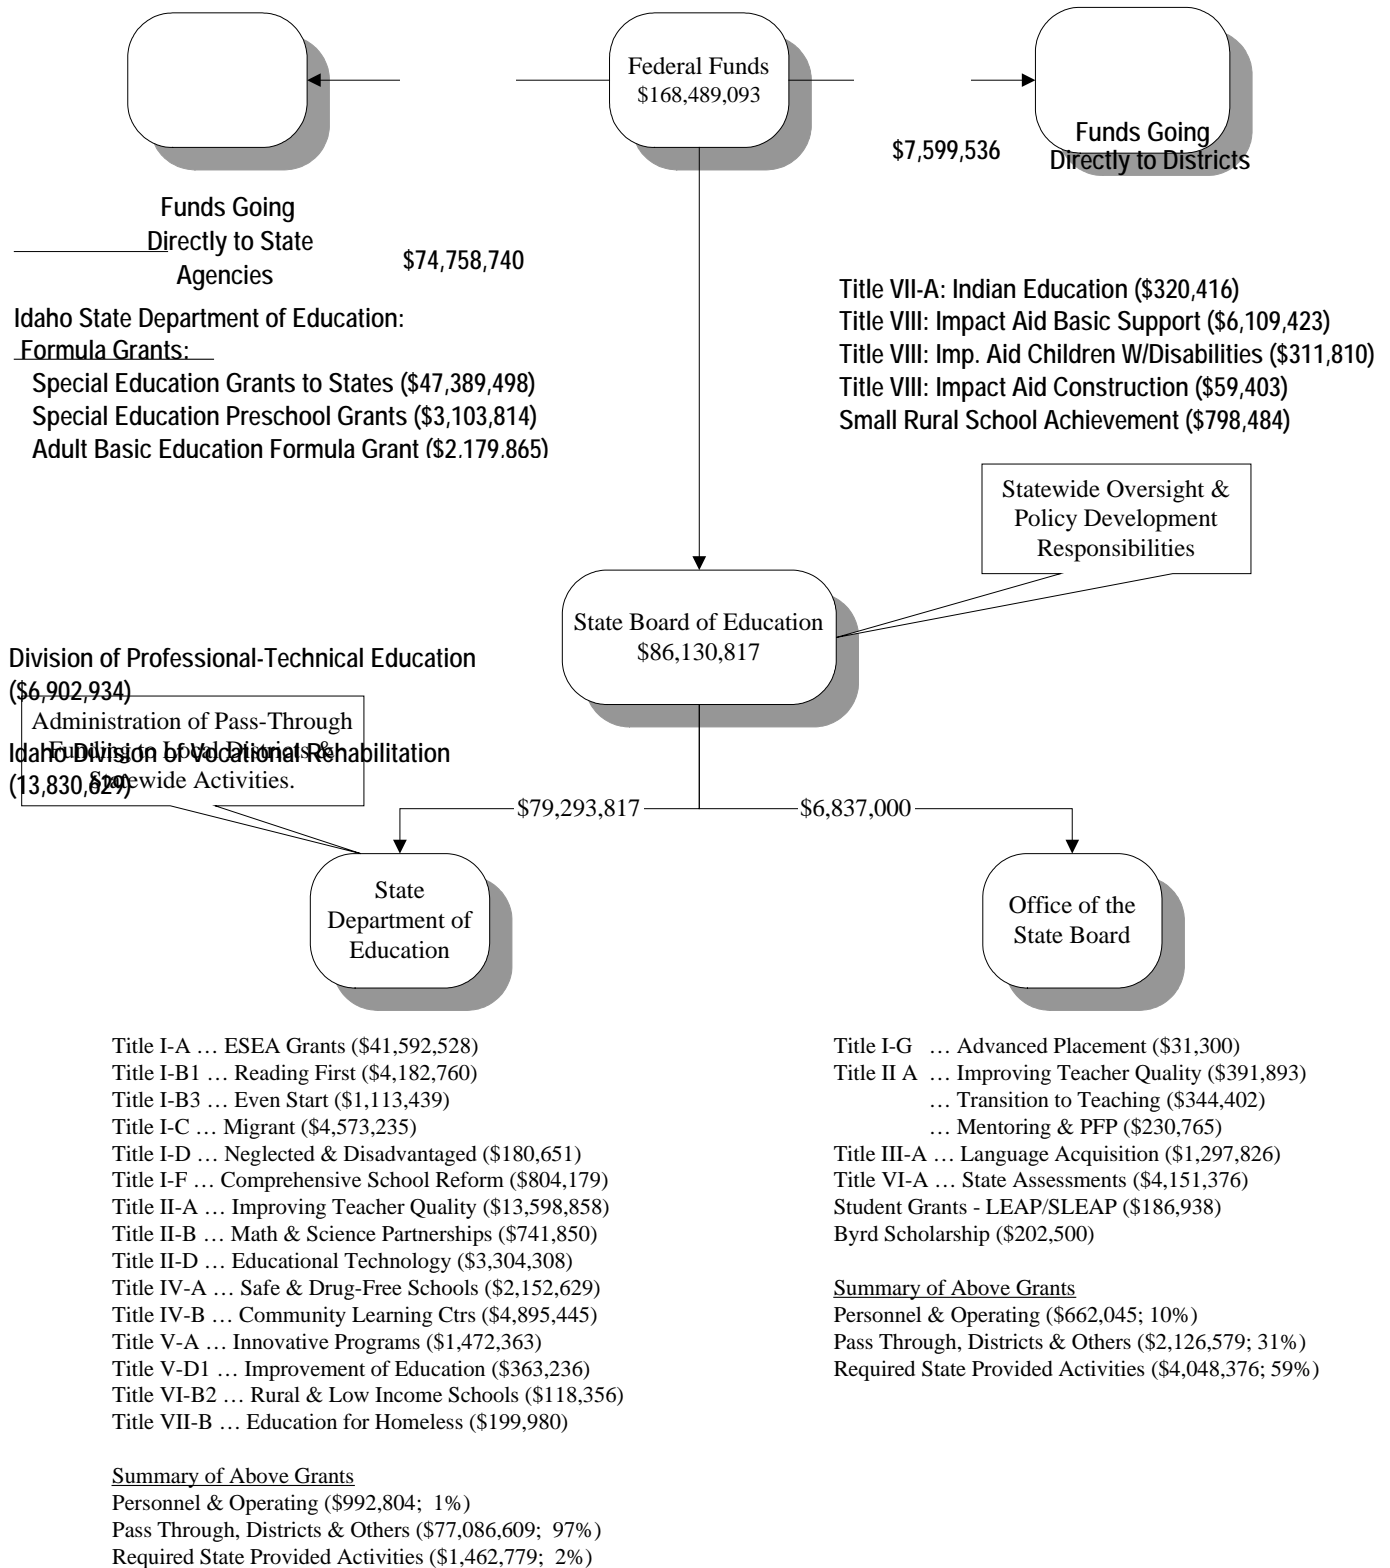 Federal Funds
$168,489,093
$7,599,536
Funds Going
Directly to Districts
Funds Going
Directly to State
Agencies
$74,758,740
Idaho State Department of Education:
Formula Grants:
Special Education Grants to States ($47,389,498)
Special Education Preschool Grants ($3,103,814)
Adult Basic Education Formula Grant ($2,179,865)
Title VII-A: Indian Education ($320,416)
Title VIII: Impact Aid Basic Support ($6,109,423)
Title VIII: Imp. Aid Children W/Disabilities ($311,810)
Title VIII: Impact Aid Construction ($59,403)
Small Rural School Achievement ($798,484)
Statewide Oversight &
Policy Development
Responsibilities
State Board of Education
$86,130,817
Division of Professional-Technical Education
($6,902,934)
Idaho Division of Vocational Rehabilitation
(13,830,629)
Administration of Pass-Through
Funding to Local Districts &
Statewide Activities.
$79,293,817
$6,837,000
State
Department of
Education
Office of the
State Board
Title I-A … ESEA Grants ($41,592,528)
Title I-B1 … Reading First ($4,182,760)
Title I-B3 … Even Start ($1,113,439)
Title I-C … Migrant ($4,573,235)
Title I-D … Neglected & Disadvantaged ($180,651)
Title I-F … Comprehensive School Reform ($804,179)
Title II-A … Improving Teacher Quality ($13,598,858)
Title II-B … Math & Science Partnerships ($741,850)
Title II-D … Educational Technology ($3,304,308)
Title IV-A … Safe & Drug-Free Schools ($2,152,629)
Title IV-B … Community Learning Ctrs ($4,895,445)
Title V-A … Innovative Programs ($1,472,363)
Title V-D1 … Improvement of Education ($363,236)
Title VI-B2 … Rural & Low Income Schools ($118,356)
Title VII-B … Education for Homeless ($199,980)
Summary of Above Grants
Personnel & Operating ($992,804; 1%)
Pass Through, Districts & Others ($77,086,609; 97%)
Required State Provided Activities ($1,462,779; 2%)
Title I-G … Advanced Placement ($31,300)
Title II A … Improving Teacher Quality ($391,893)
… Transition to Teaching ($344,402)
… Mentoring & PFP ($230,765)
Title III-A … Language Acquisition ($1,297,826)
Title VI-A … State Assessments ($4,151,376)
Student Grants - LEAP/SLEAP ($186,938)
Byrd Scholarship ($202,500)
Summary of Above Grants
Personnel & Operating ($662,045; 10%)
Pass Through, Districts & Others ($2,126,579; 31%)
Required State Provided Activities ($4,048,376; 59%)